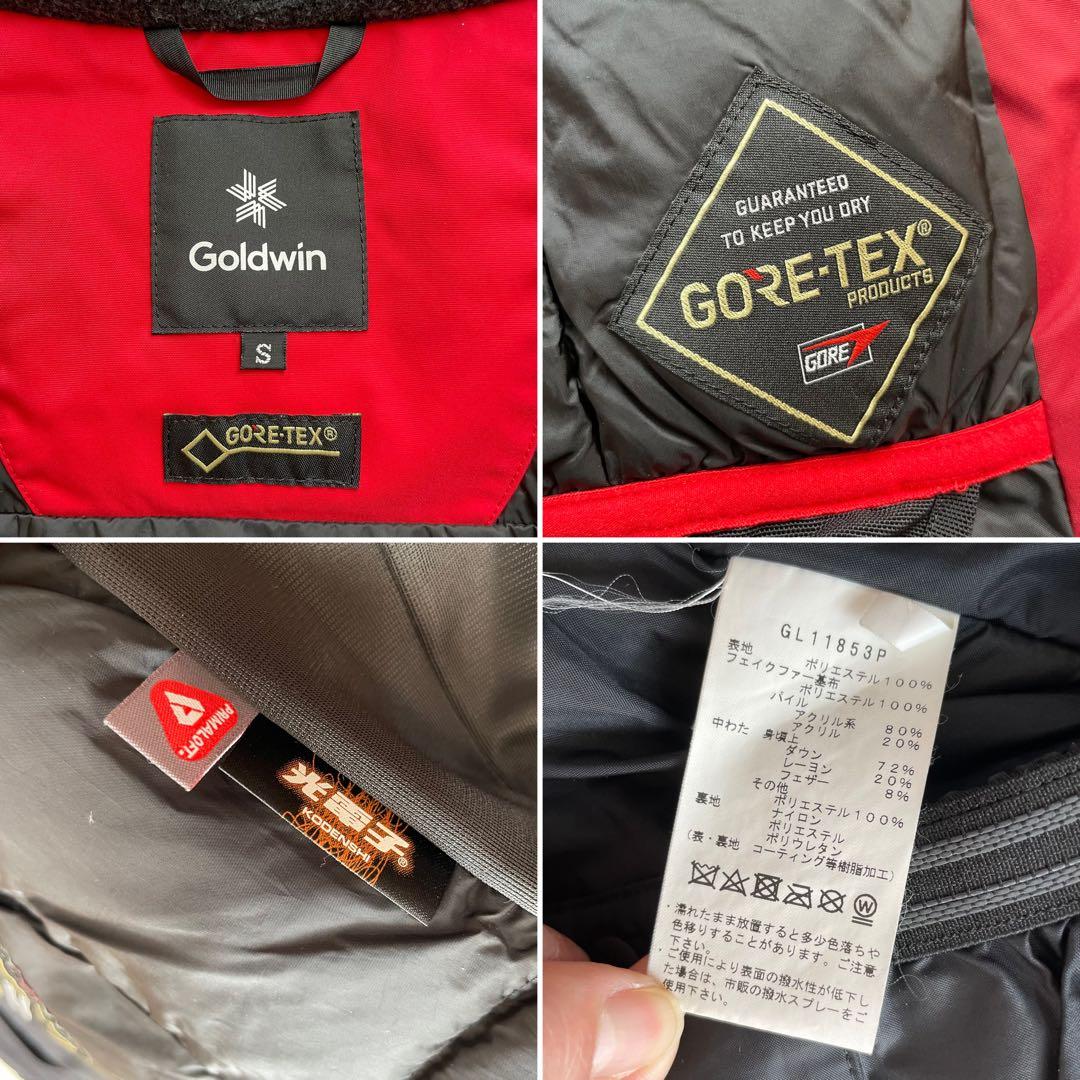 Goldwin
S
GORE-TEX®
GUARANTEED
TO KEEP YOU DRY
GORE-TEX®
PRODUCTS
GORE
PRIMALOFT®
光電子®
KODENSHI
GL11853P
表地 ポリエステル100%
フェイクファー基布
ポリエステル100%
パイル
アクリル系 80%
アクリル 20%
中わた 身頃上
ダウン 72%
レーヨン 20%
フェザー 8%
その他
裏地 ポリエステル100%
ナイロン
ポリエステル
ポリウレタン
(表・裏地 コーティング等樹脂加工)
W
・濡れたまま放置すると多少色落ちや
色移りすることがあります。ご注意
下さい。
・ご使用により表面の撥水性が低下し
た場合は、市販の撥水スプレーをご
使用下さい。